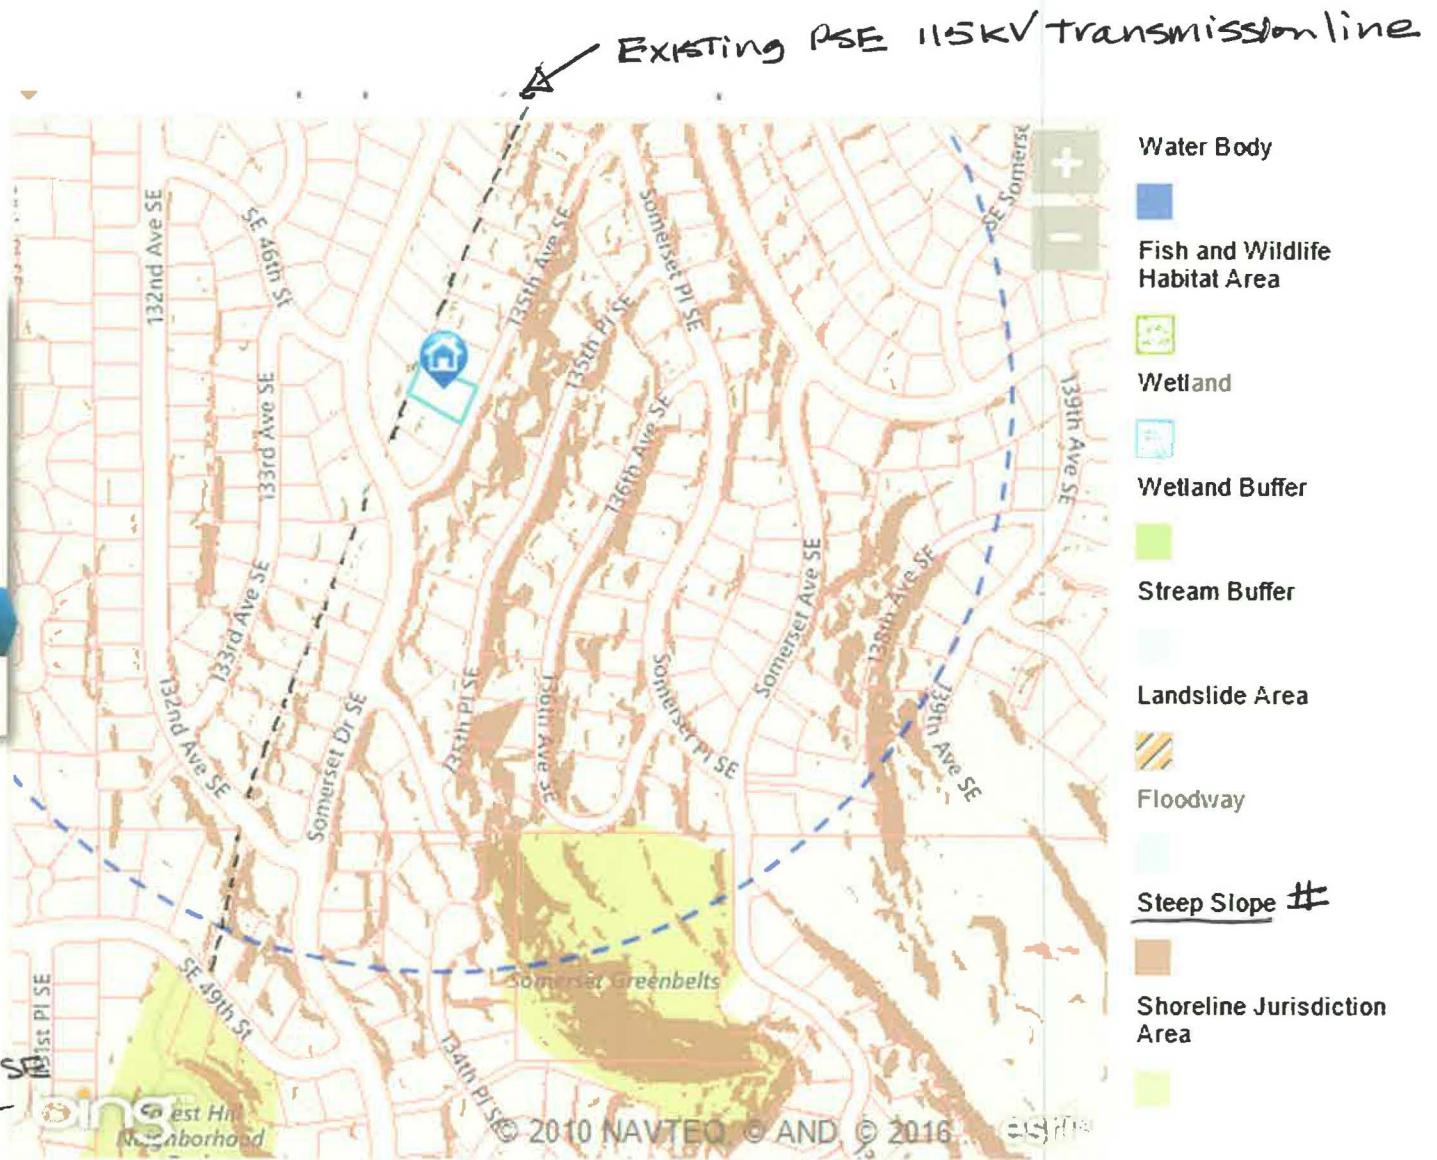 Existing PSE 115kV transmission line
+
−
132nd Ave SE
SE 46th St
133rd Ave SE
135th Ave SE
135th Pl SE
Somerset Pl SE
136th Ave SE
139th Ave SE
133rd Ave SE
132nd Ave SE
Somerset Dr SE
135th Pl SE
136th Ave SE
Somerset Pl SE
Somerset Ave SE
138th Ave SE
139th Ave SE
Somerset Greenbelts
SE 49th St
134th Pl SE
SE
bing
Neighborhood
© 2010 NAVTEQ, © AND, © 2016
esri
Water Body
Fish and Wildlife
Habitat Area
Wetland
Wetland Buffer
Stream Buffer
Landslide Area
Floodway
Steep Slope #
Shoreline Jurisdiction
Area